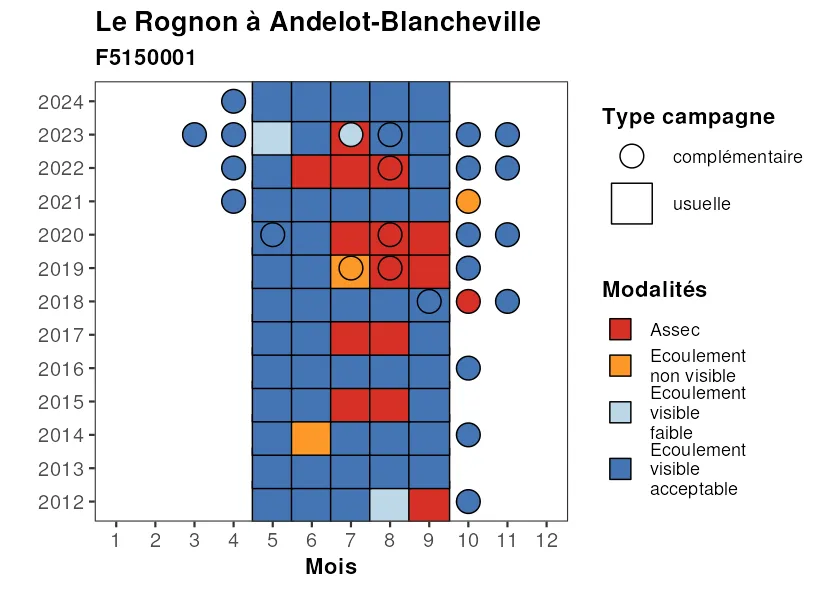 Le Rognon à Andelot-Blancheville
F5150001
2024
2023
2022
2021
2020
2019
2018
2017
2016
2015
2014
2013
2012
1 2 3 4 5 6 7 8 9 10 11 12
Mois
Type campagne
complémentaire
usuelle
Modalités
Assec
Ecoulement
non visible
Ecoulement
visible
faible
Ecoulement
visible
acceptable